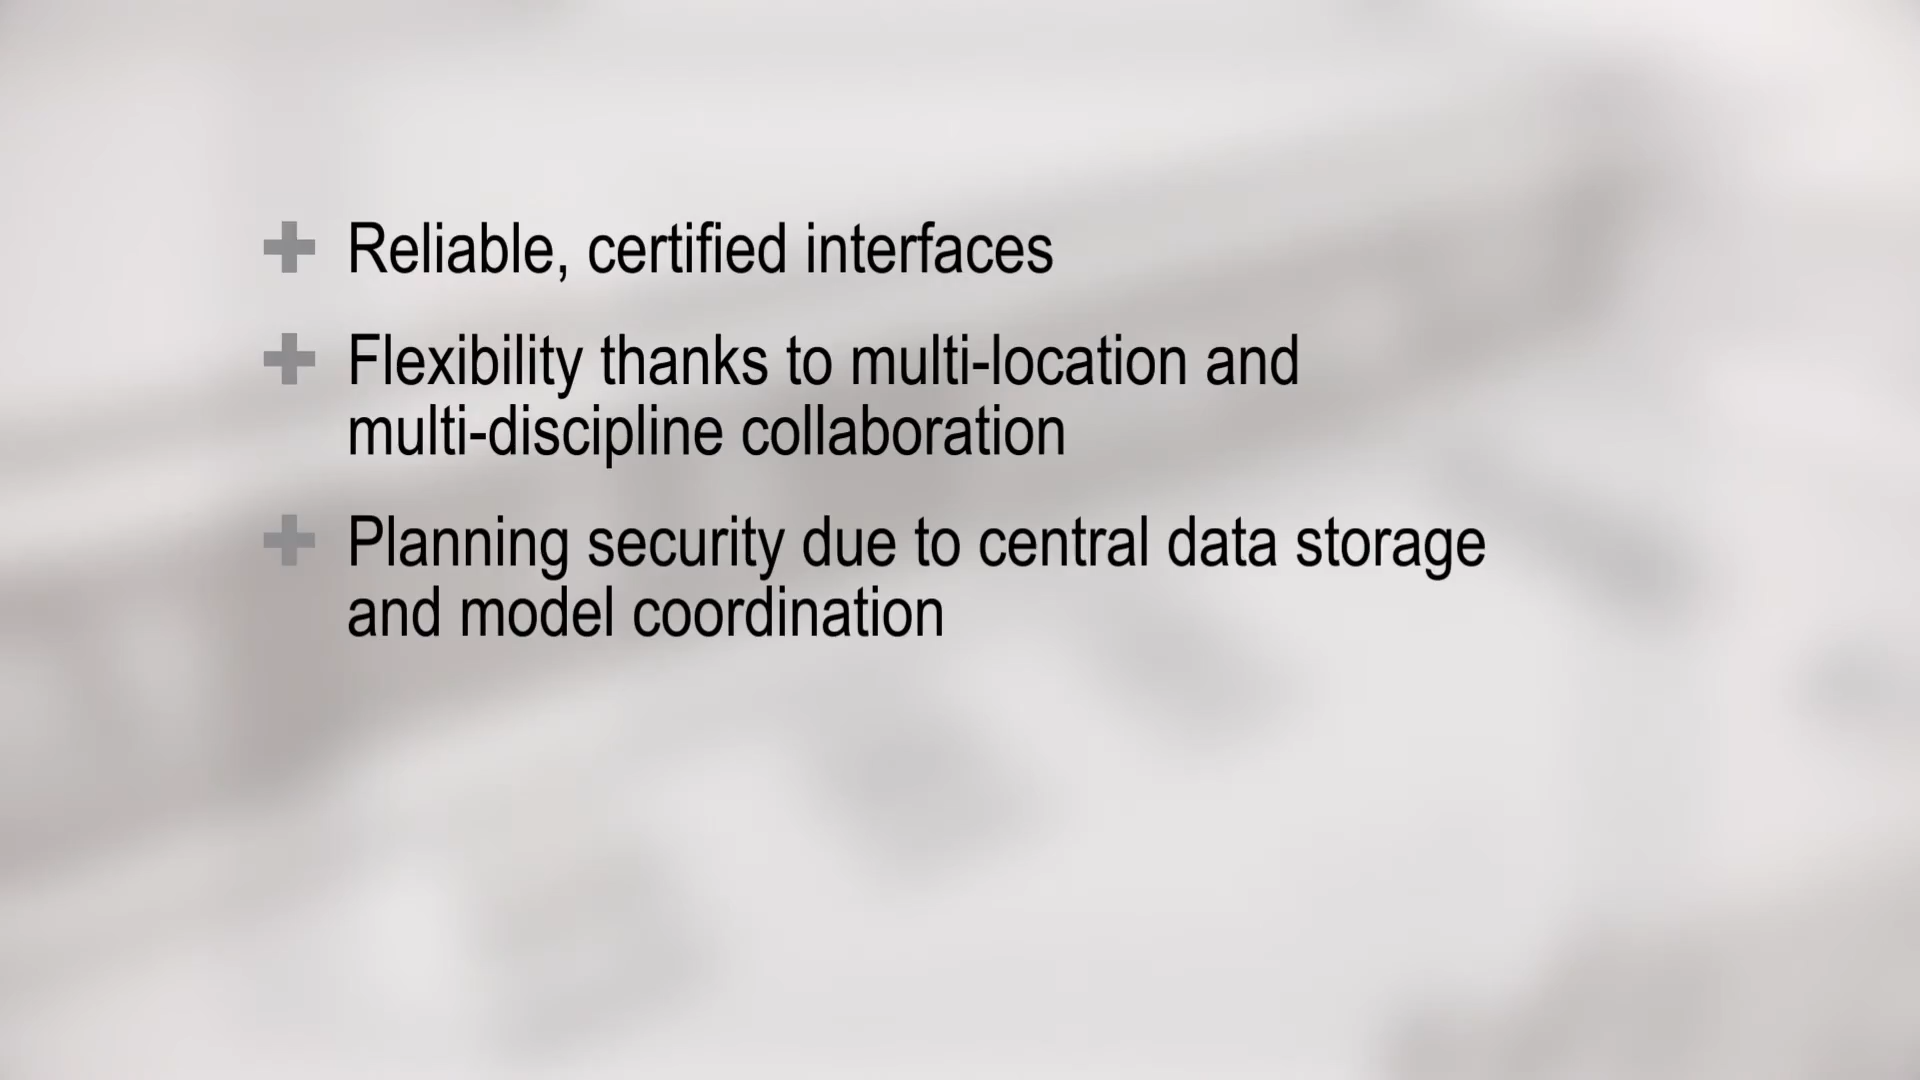 Reliable, certified interfaces
Flexibility thanks to multi-location and
multi-discipline collaboration
Planning security due to central data storage
and model coordination